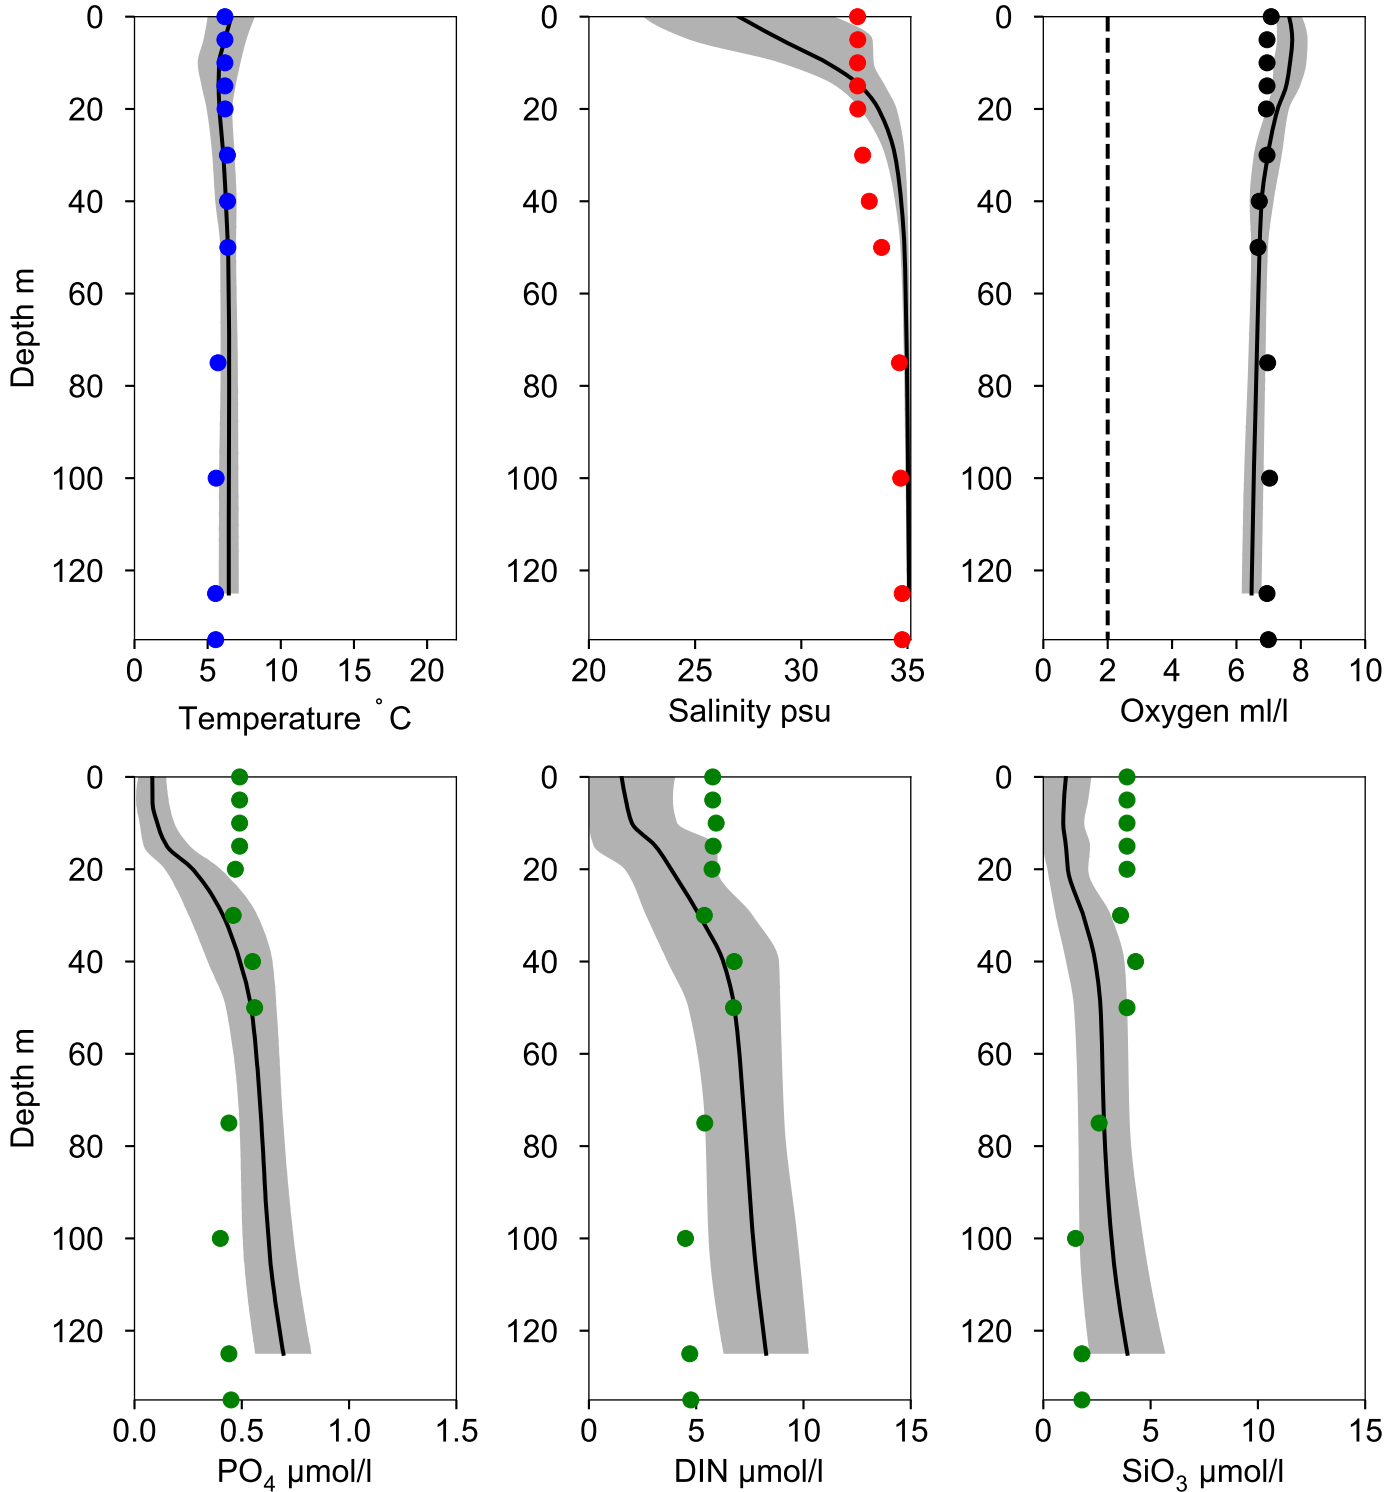 0 0 0
20 20 20
40 40 40
60 60 60
80 80 80
100 100 100
120 120 120
Depth m
0 5 10 15 20 20 25 30 35 0 2 4 6 8 10
Temperature °C Salinity psu Oxygen ml/l
0 0 0
20 20 20
40 40 40
60 60 60
80 80 80
100 100 100
120 120 120
Depth m
0.0 0.5 1.0 1.5 0 5 10 15 0 5 10 15
PO₄ µmol/l DIN µmol/l SiO₃ µmol/l